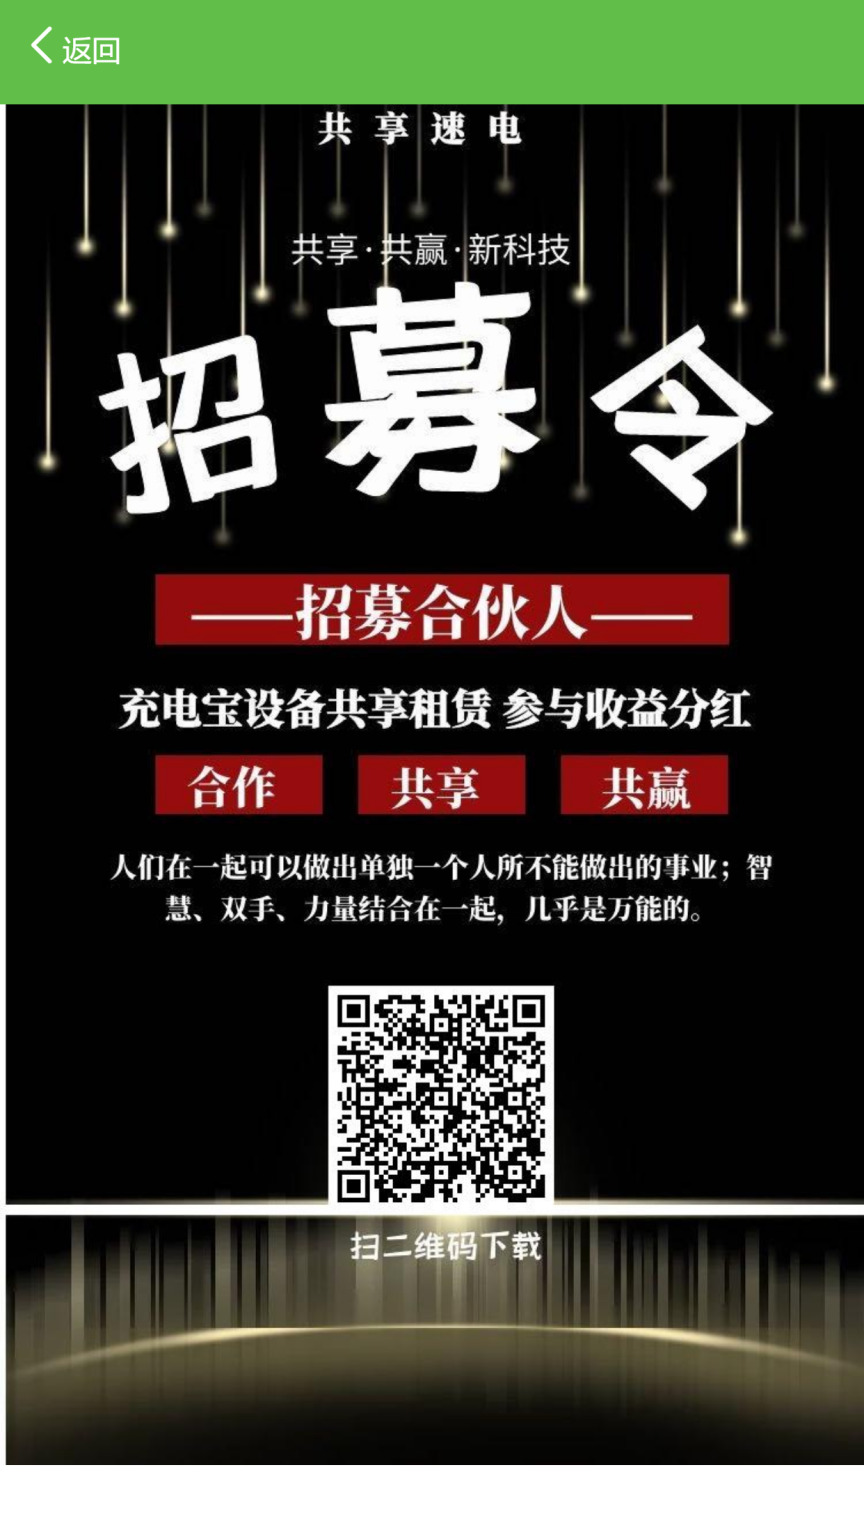 返回
共享速电
共享·共赢·新科技
招募令
——招募合伙人——
充电宝设备共享租赁 参与收益分红
合作 共享 共赢
人们在一起可以做出单独一个人所不能做出的事业；智
慧、双手、力量结合在一起，几乎是万能的。
扫二维码下载